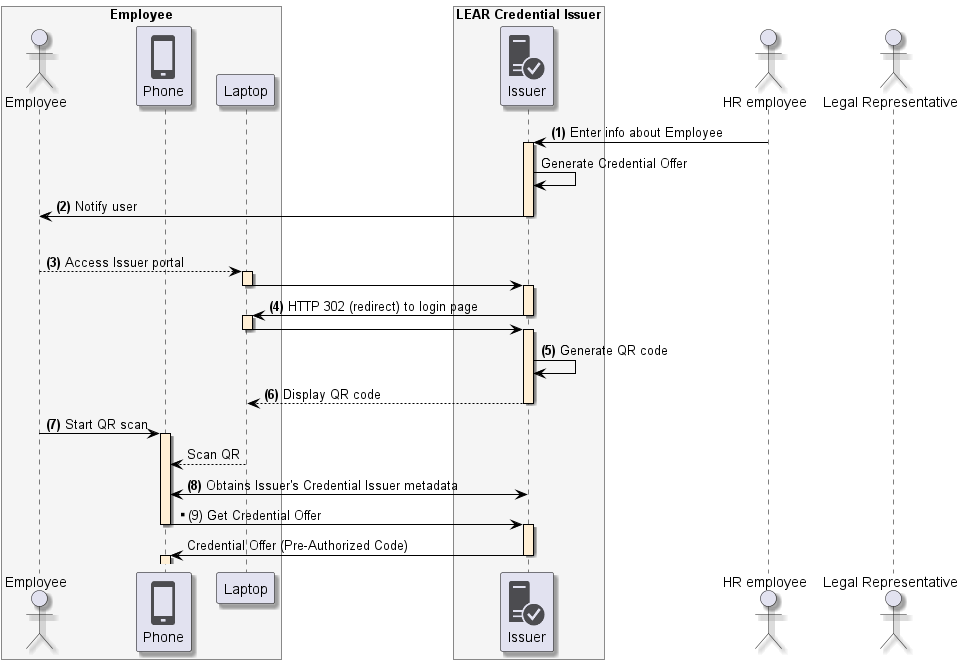 Employee
LEAR Credential Issuer
Employee
Phone
Laptop
Issuer
HR employee
Legal Representative
(1) Enter info about Employee
Generate Credential Offer
(2) Notify user
(3) Access Issuer portal
(4) HTTP 302 (redirect) to login page
(5) Generate QR code
(6) Display QR code
(7) Start QR scan
Scan QR
(8) Obtains Issuer's Credential Issuer metadata
(9) Get Credential Offer
Credential Offer (Pre-Authorized Code)
Employee
Phone
Laptop
Issuer
HR employee
Legal Representative